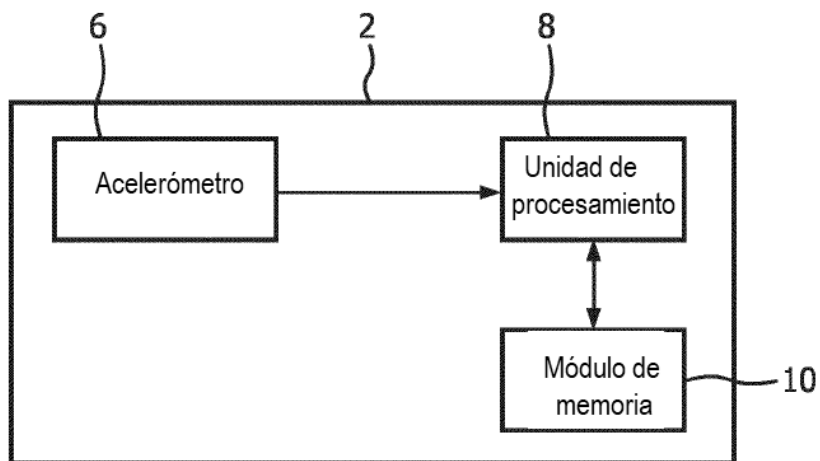 6
2
8
Acelerómetro
Unidad de
procesamiento
Módulo de
memoria
10